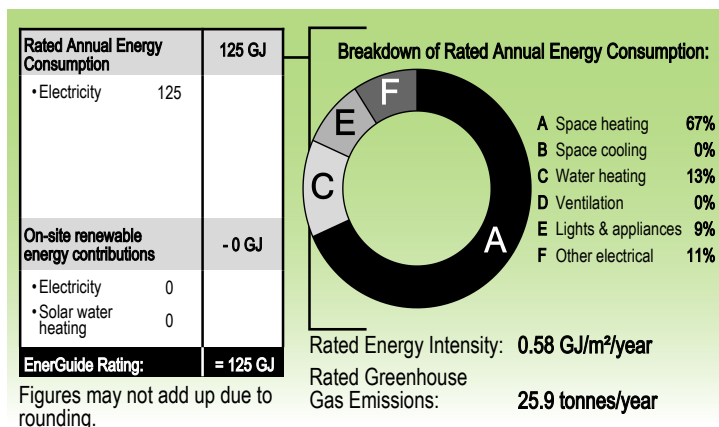 Rated Annual Energy
Consumption
125 GJ
• Electricity 125
On-site renewable
energy contributions
- 0 GJ
• Electricity 0
• Solar water
heating 0
EnerGuide Rating: = 125 GJ
Figures may not add up due to
rounding.
Breakdown of Rated Annual Energy Consumption:
F
E
C
A
A Space heating 67%
B Space cooling 0%
C Water heating 13%
D Ventilation 0%
E Lights & appliances 9%
F Other electrical 11%
Rated Energy Intensity: 0.58 GJ/m²/year
Rated Greenhouse
Gas Emissions: 25.9 tonnes/year